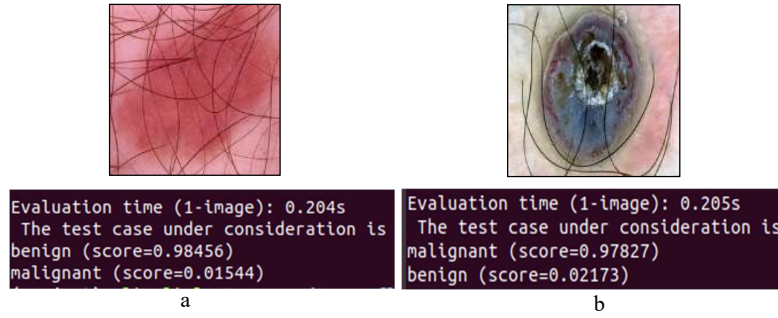 Evaluation time (1-image): 0.204s
The test case under consideration is
benign (score=0.98456)
malignant (score=0.01544)
a
Evaluation time (1-image): 0.205s
The test case under consideration is
malignant (score=0.97827)
benign (score=0.02173)
b